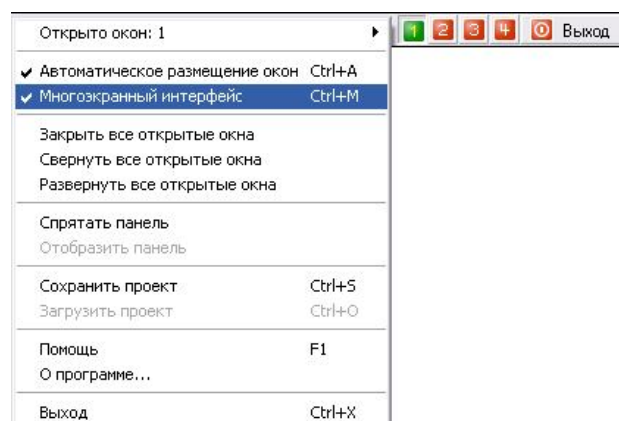 Открыто окон: 1
1 2 3 4 Выход
Автоматическое размещение окон Ctrl+A
Многоэкранный интерфейс Ctrl+M
Закрыть все открытые окна
Свернуть все открытые окна
Развернуть все открытые окна
Спрятать панель
Отобразить панель
Сохранить проект Ctrl+S
Загрузить проект Ctrl+O
Помощь F1
О программе...
Выход Ctrl+X